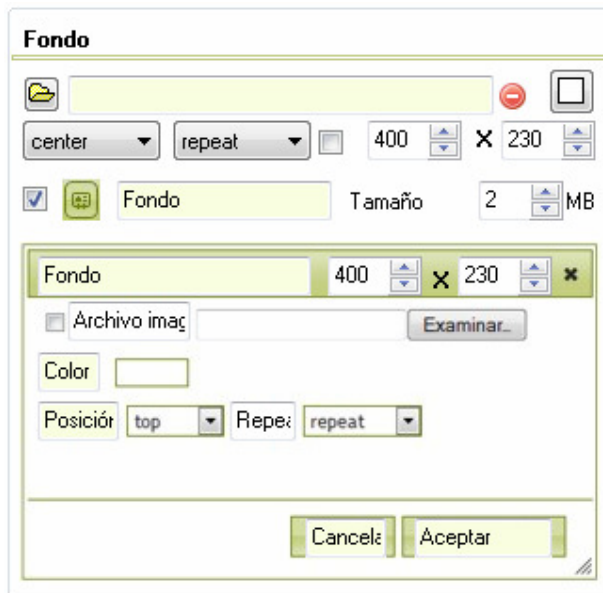 Fondo
center repeat 400 X 230
Fondo Tamaño 2 MB
Fondo 400 x 230 x
Archivo imag Examinar..
Color
Posición top Repea repeat
Cancela Aceptar